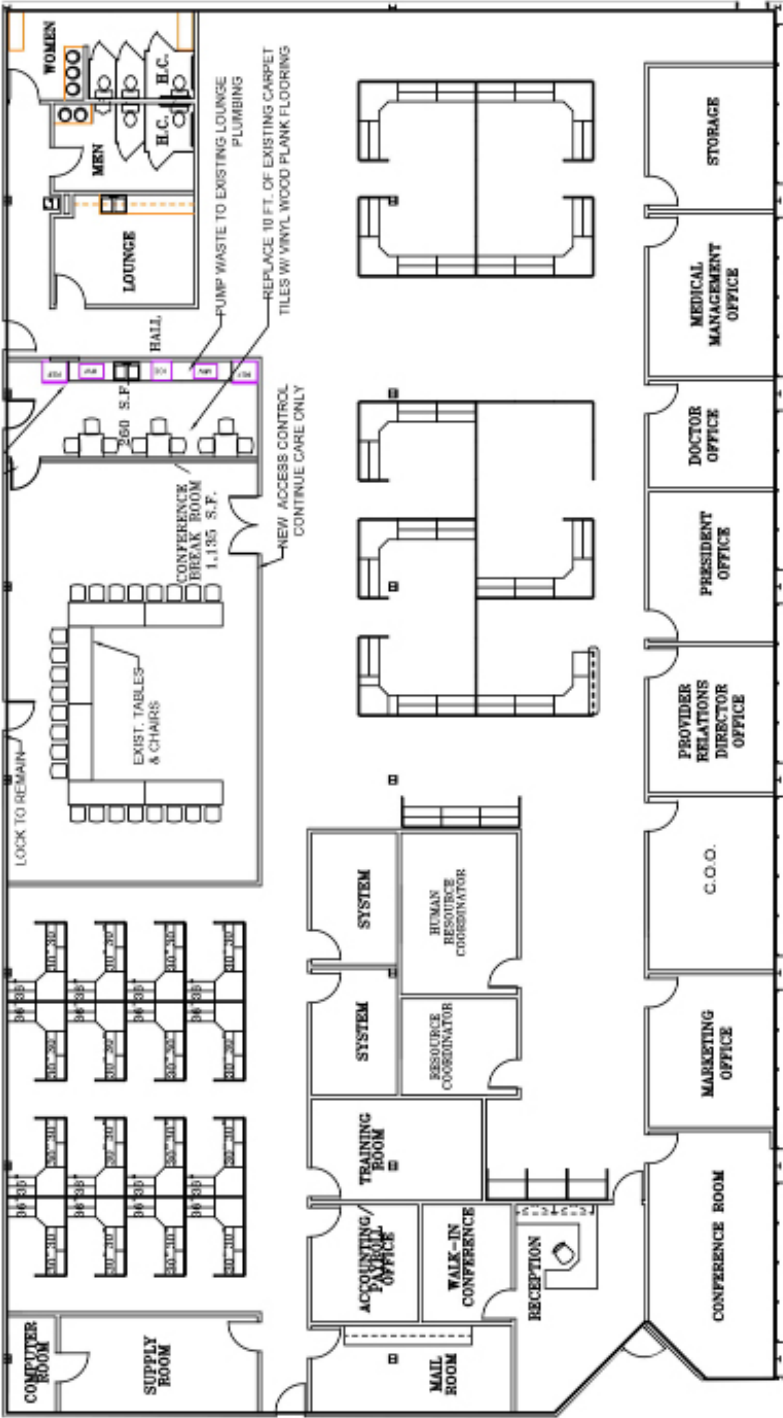 WOMEN
H.C.
H.C.
MEN
LOUNGE
HALL
PUMP WASTE TO EXISTING LOUNGE
PLUMBING
REPLACE 10 FT. OF EXISTING CARPET
TILES W/ VINYL WOOD PLANK FLOORING
260 S.F.
NEW ACCESS CONTROL
CONTINUE CARE ONLY
CONFERENCE
BREAK ROOM
1,135 S.F.
EXIST. TABLES
& CHAIRS
LOCK TO REMAIN
STORAGE
MEDICAL
MANAGEMENT
OFFICE
DOCTOR
OFFICE
PRESIDENT
OFFICE
PROVIDER
RELATIONS
DIRECTOR
OFFICE
C.O.O.
MARKETING
OFFICE
CONFERENCE ROOM
SYSTEM
HUMAN
RESOURCE
COORDINATOR
SYSTEM
RESOURCE
COORDINATOR
TRAINING
ROOM
ACCOUNTING/
PAYROLL
OFFICE
WALK-IN
CONFERENCE
RECEPTION
MAIL
ROOM
COMPUTER
ROOM
SUPPLY
ROOM